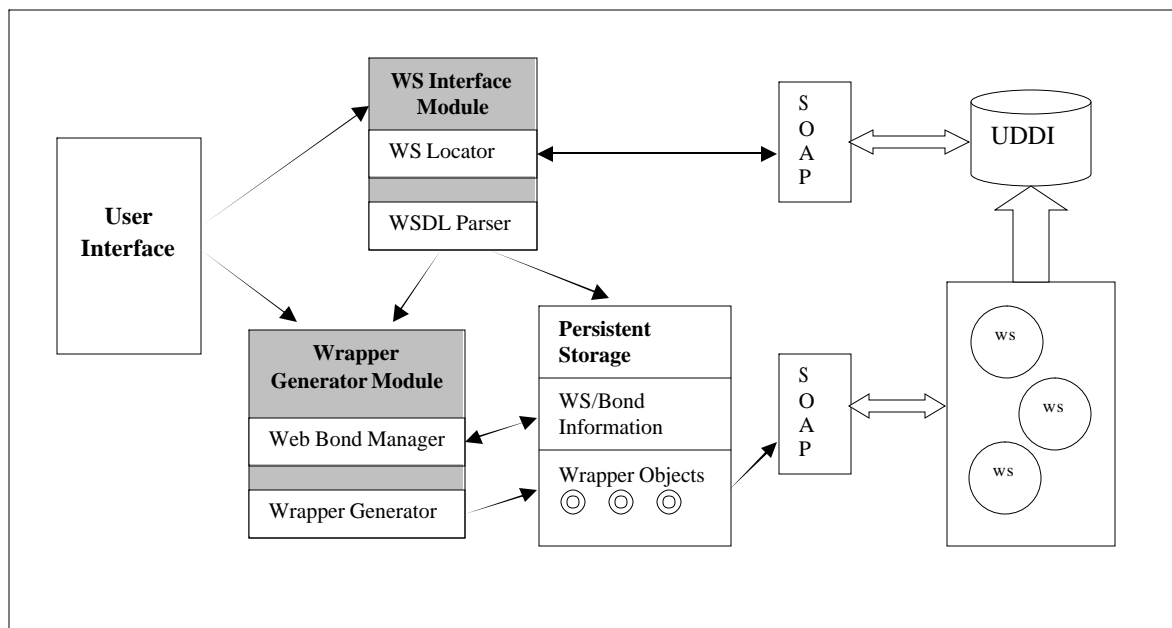 WS Interface
Module
WS Locator
WSDL Parser
S
O
A
P
UDDI
User
Interface
Wrapper
Generator Module
Web Bond Manager
Wrapper Generator
Persistent
Storage
WS/Bond
Information
Wrapper Objects
S
O
A
P
ws
ws
ws